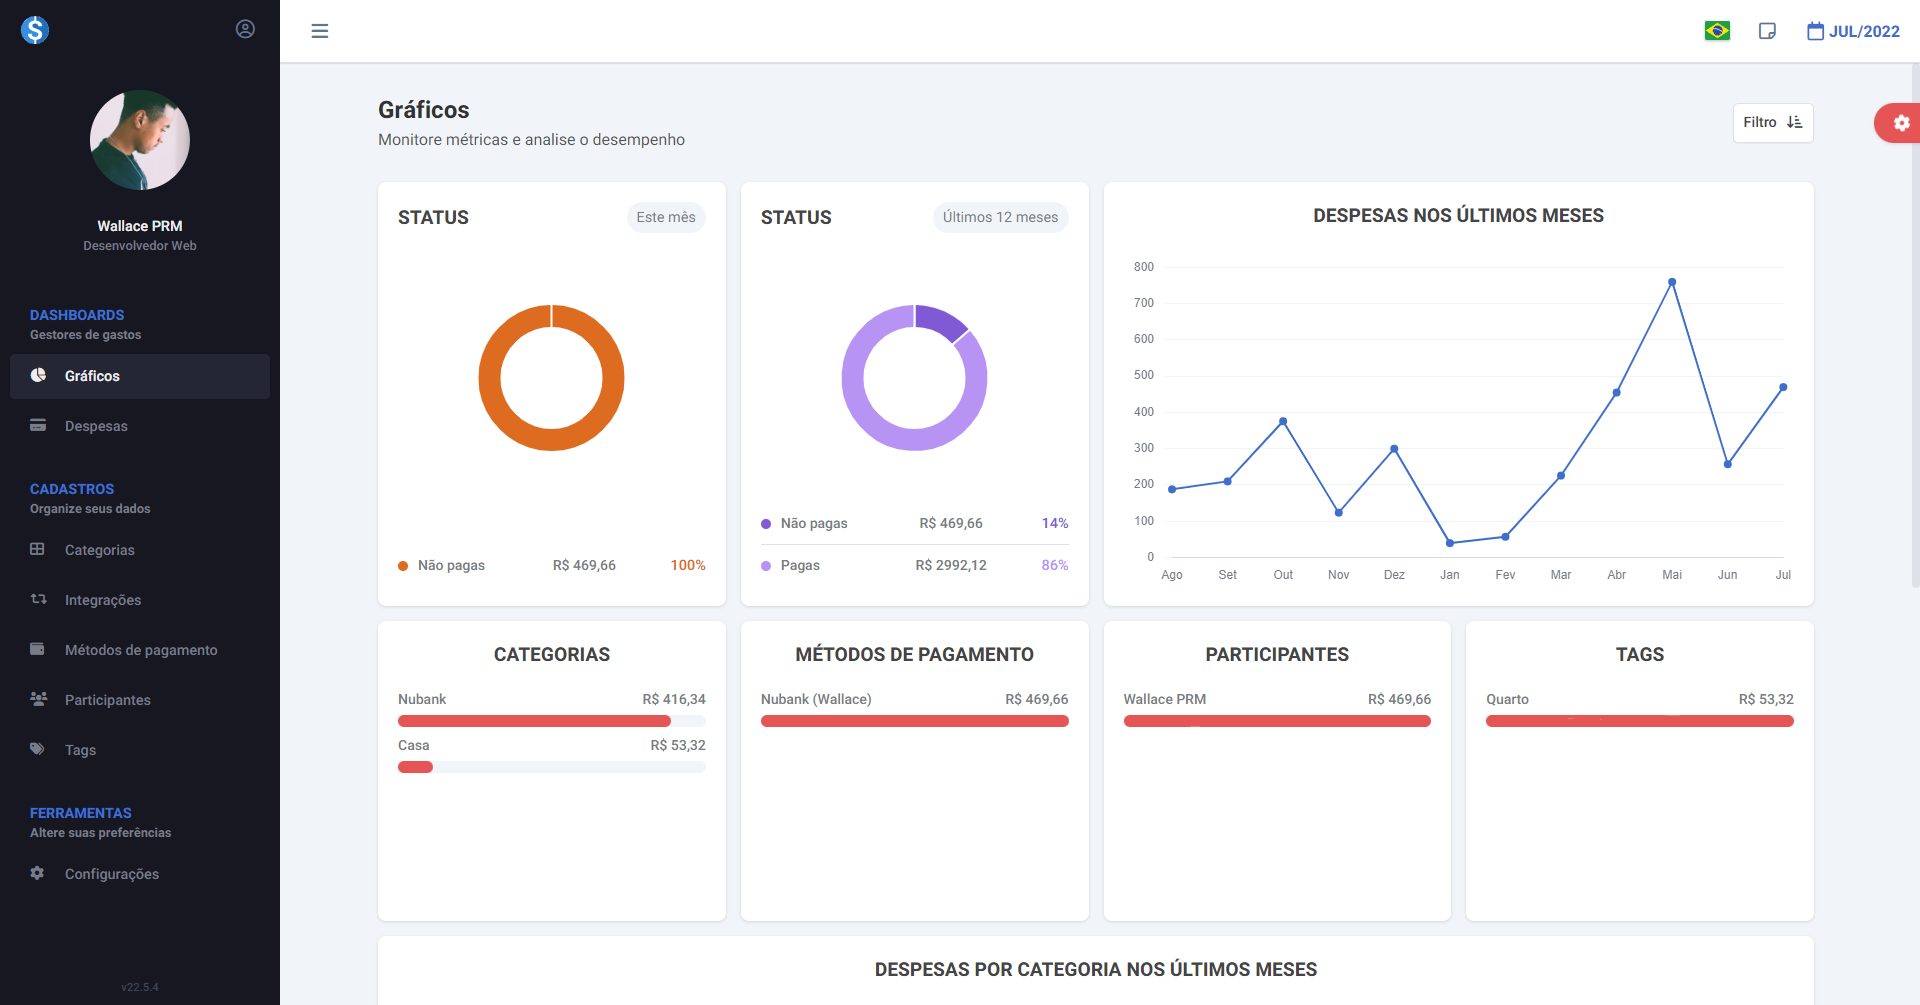 JUL/2022
Wallace PRM
Desenvolvedor Web
DASHBOARDS
Gestores de gastos
Gráficos
Despesas
CADASTROS
Organize seus dados
Categorias
Integrações
Métodos de pagamento
Participantes
Tags
FERRAMENTAS
Altere suas preferências
Configurações
v22.5.4
Gráficos
Monitore métricas e analise o desempenho
Filtro
STATUS
Este mês
Não pagas R$ 469,66 100%
STATUS
Últimos 12 meses
Não pagas R$ 469,66 14%
Pagas R$ 2992,12 86%
DESPESAS NOS ÚLTIMOS MESES
800
700
600
500
400
300
200
100
0
Ago Set Out Nov Dez Jan Fev Mar Abr Mai Jun Jul
CATEGORIAS
Nubank R$ 416,34
Casa R$ 53,32
MÉTODOS DE PAGAMENTO
Nubank (Wallace) R$ 469,66
PARTICIPANTES
Wallace PRM R$ 469,66
TAGS
Quarto R$ 53,32
DESPESAS POR CATEGORIA NOS ÚLTIMOS MESES